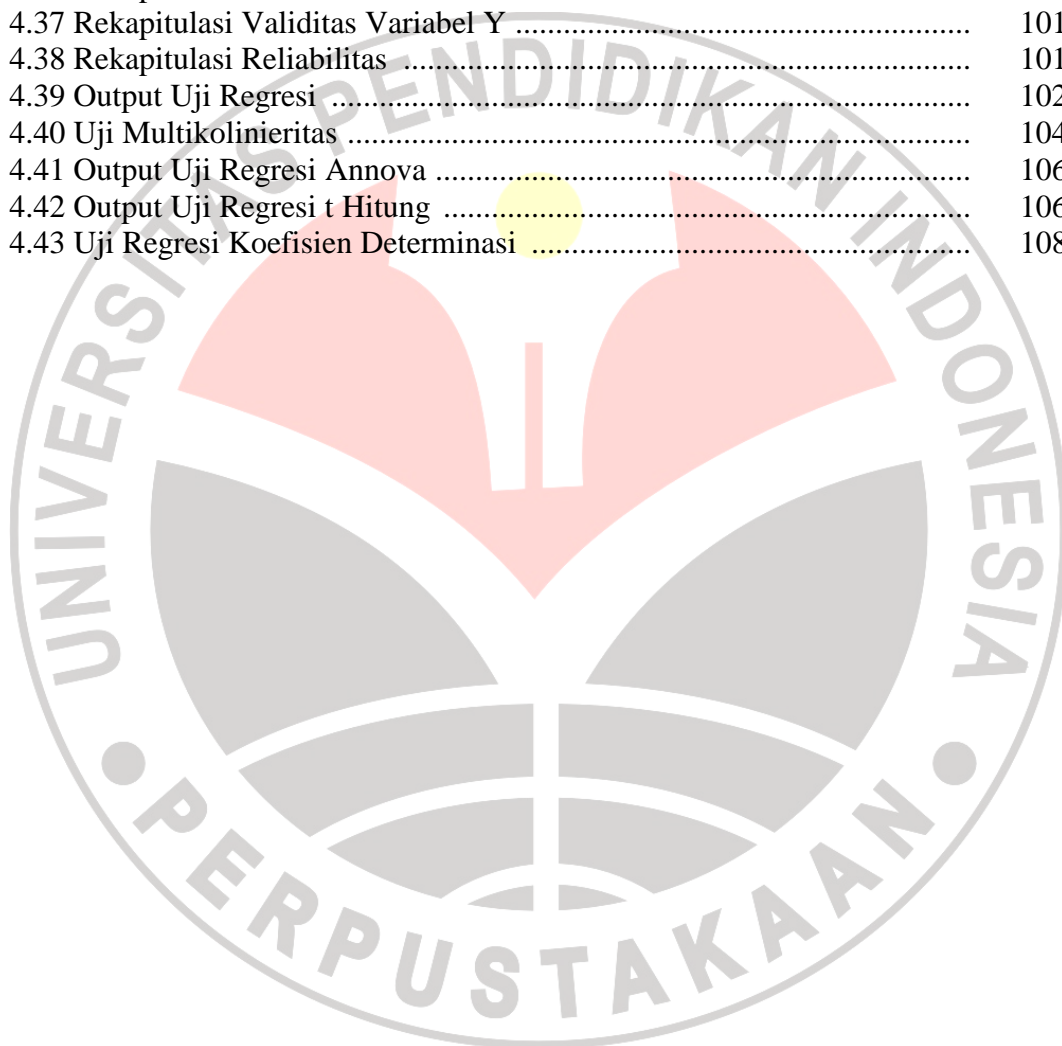 4.37 Rekapitulasi Validitas Variabel Y ........................................................ 101
4.38 Rekapitulasi Reliabilitas ...................................................................... 101
4.39 Output Uji Regresi ............................................................................... 102
4.40 Uji Multikolinieritas ............................................................................. 104
4.41 Output Uji Regresi Annova .................................................................. 106
4.42 Output Uji Regresi t Hitung ................................................................. 106
4.43 Uji Regresi Koefisien Determinasi ...................................................... 108
UNIVERSITAS PENDIDIKAN INDONESIA
PERPUSTAKAAN